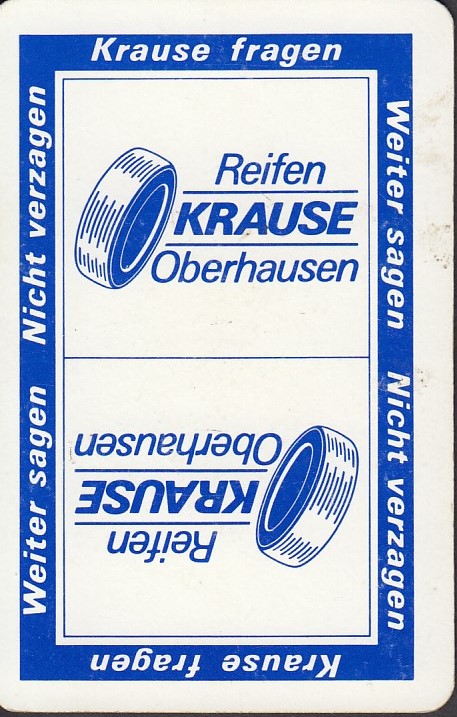 Krause fragen
Weiter sagen
Nicht verzagen
Krause fragen
Weiter sagen
Nicht verzagen
Reifen
KRAUSE
Oberhausen
Reifen
KRAUSE
Oberhausen